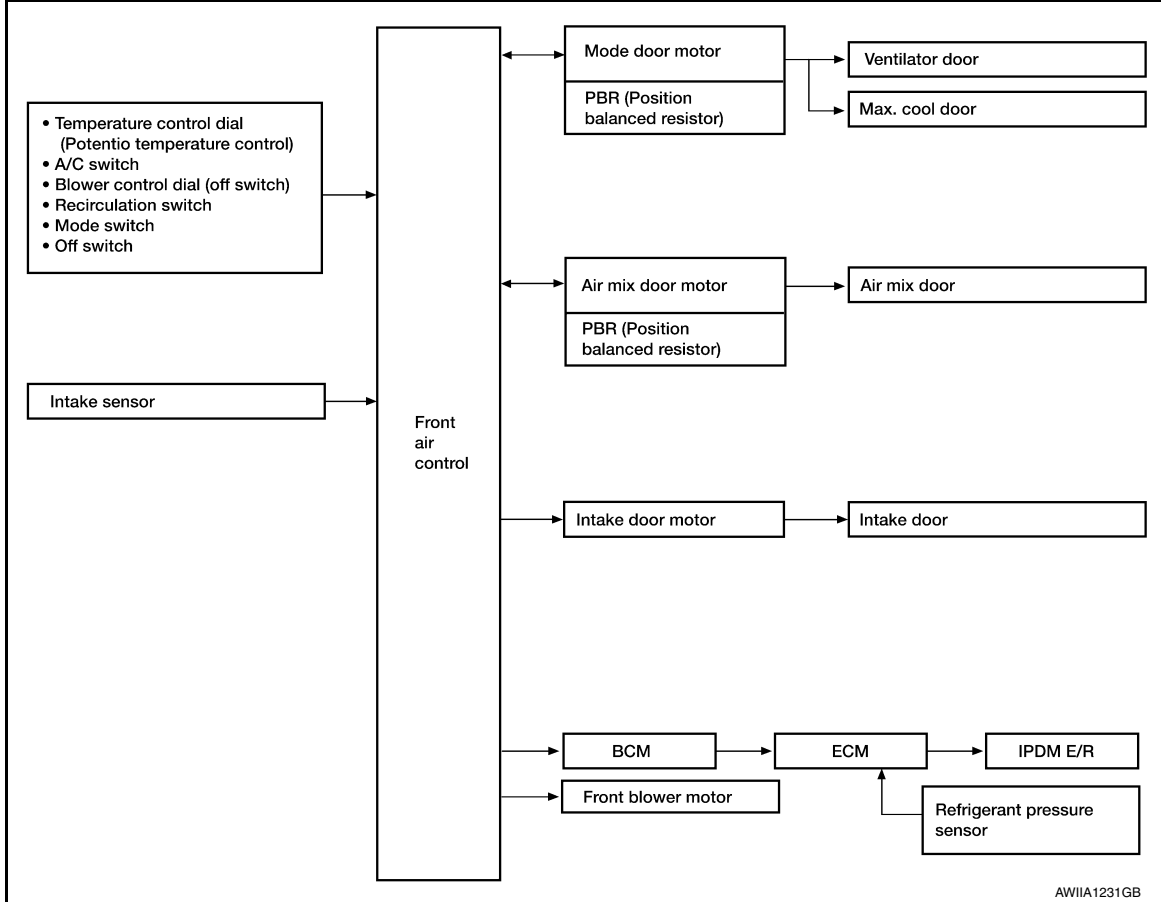 • Temperature control dial
(Potentio temperature control)
• A/C switch
• Blower control dial (off switch)
• Recirculation switch
• Mode switch
• Off switch
Intake sensor
Front
air
control
Mode door motor
PBR (Position
balanced resistor)
Ventilator door
Max. cool door
Air mix door motor
PBR (Position
balanced resistor)
Air mix door
Intake door motor
Intake door
BCM
ECM
IPDM E/R
Front blower motor
Refrigerant pressure
sensor
AWIIA1231GB